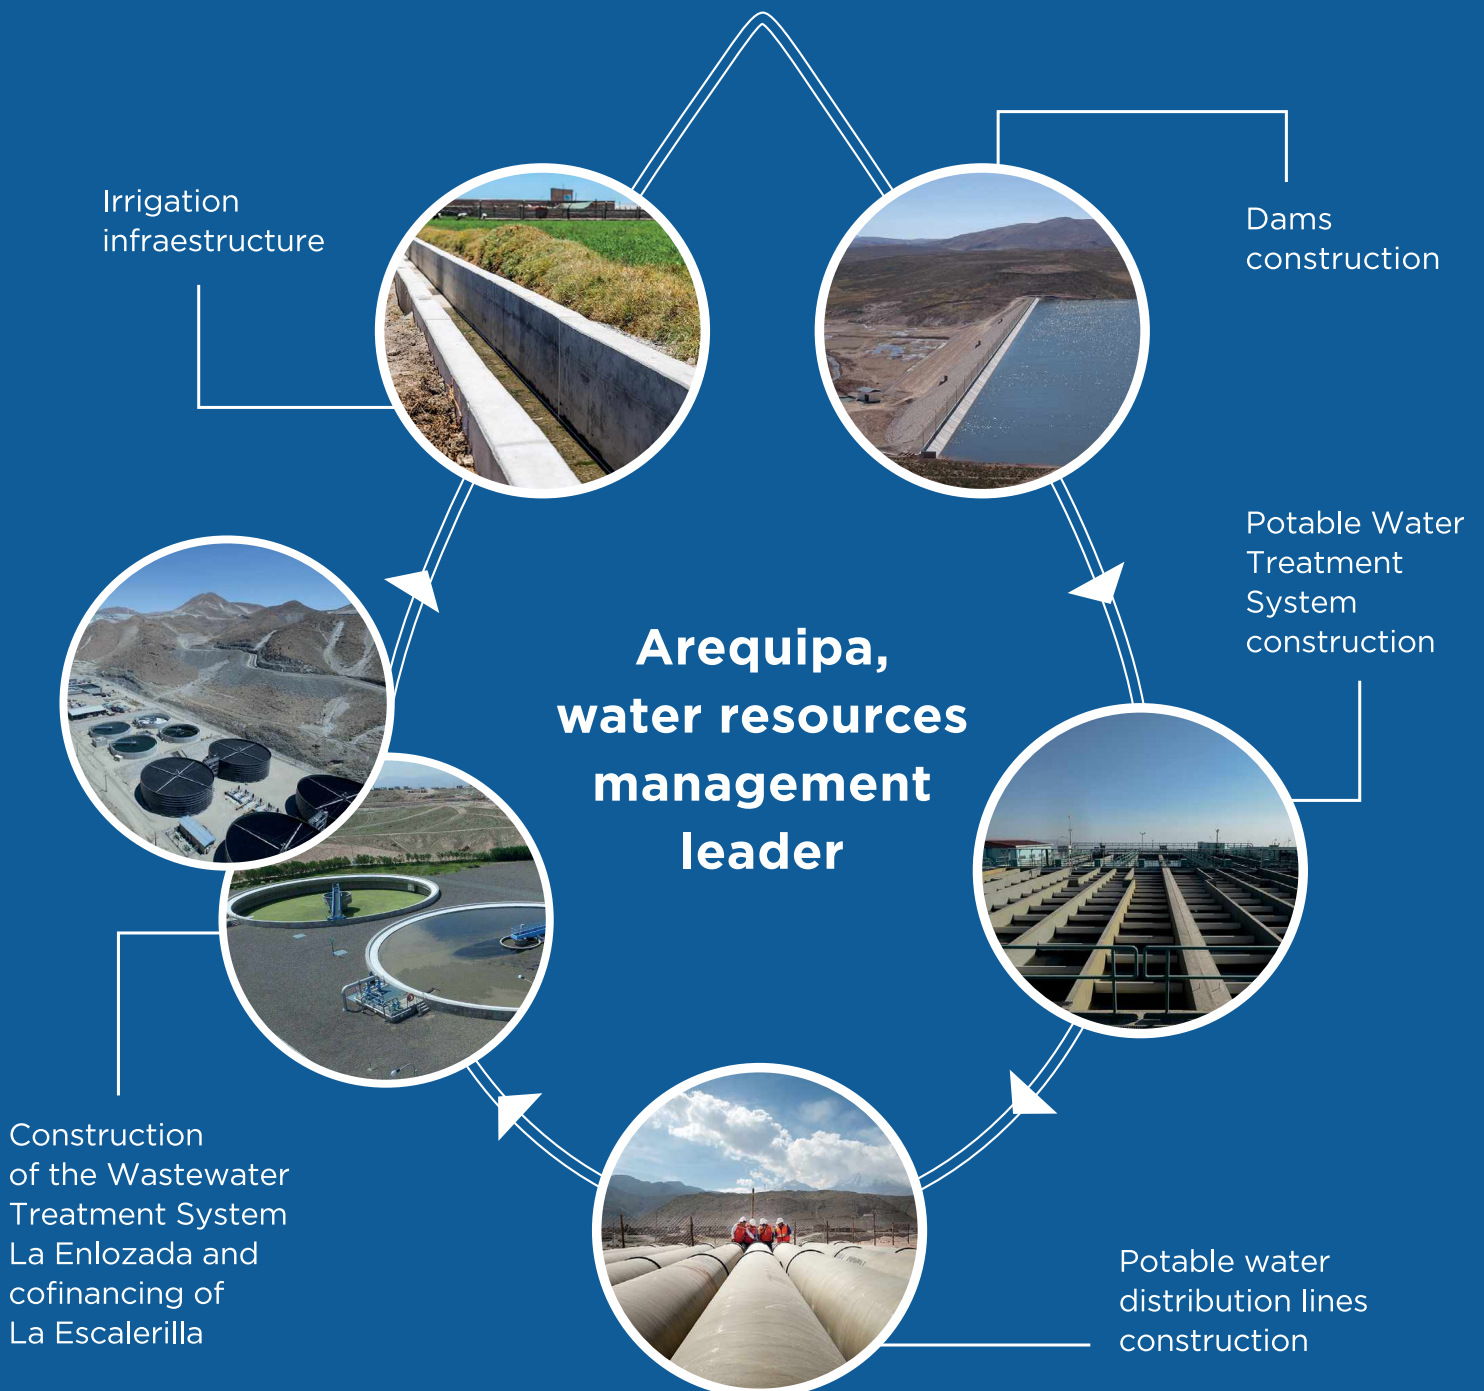 Irrigation
infraestructure
Dams
construction
Potable Water
Treatment
System
construction
Arequipa,
water resources
management
leader
Construction
of the Wastewater
Treatment System
La Enlozada and
cofinancing of
La Escalerilla
Potable water
distribution lines
construction